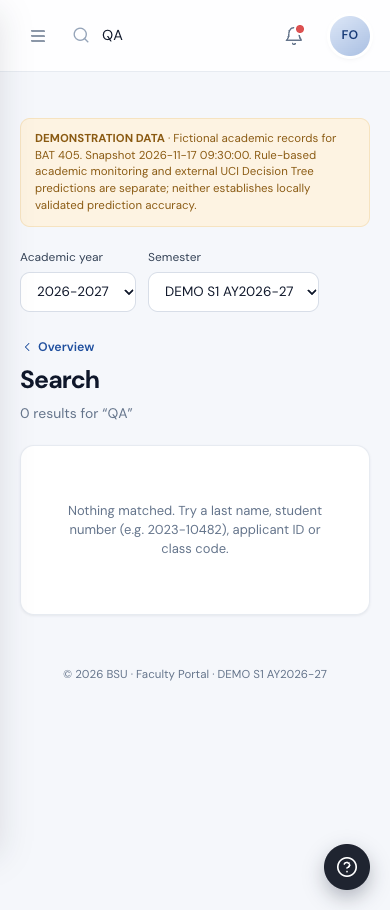 QA
FO
DEMONSTRATION DATA · Fictional academic records for
BAT 405. Snapshot 2026-11-17 09:30:00. Rule-based
academic monitoring and external UCI Decision Tree
predictions are separate; neither establishes locally
validated prediction accuracy.
Academic year
Semester
2026-2027
DEMO S1 AY2026-27
Overview
Search
0 results for “QA”
Nothing matched. Try a last name, student
number (e.g. 2023-10482), applicant ID or
class code.
© 2026 BSU · Faculty Portal · DEMO S1 AY2026-27